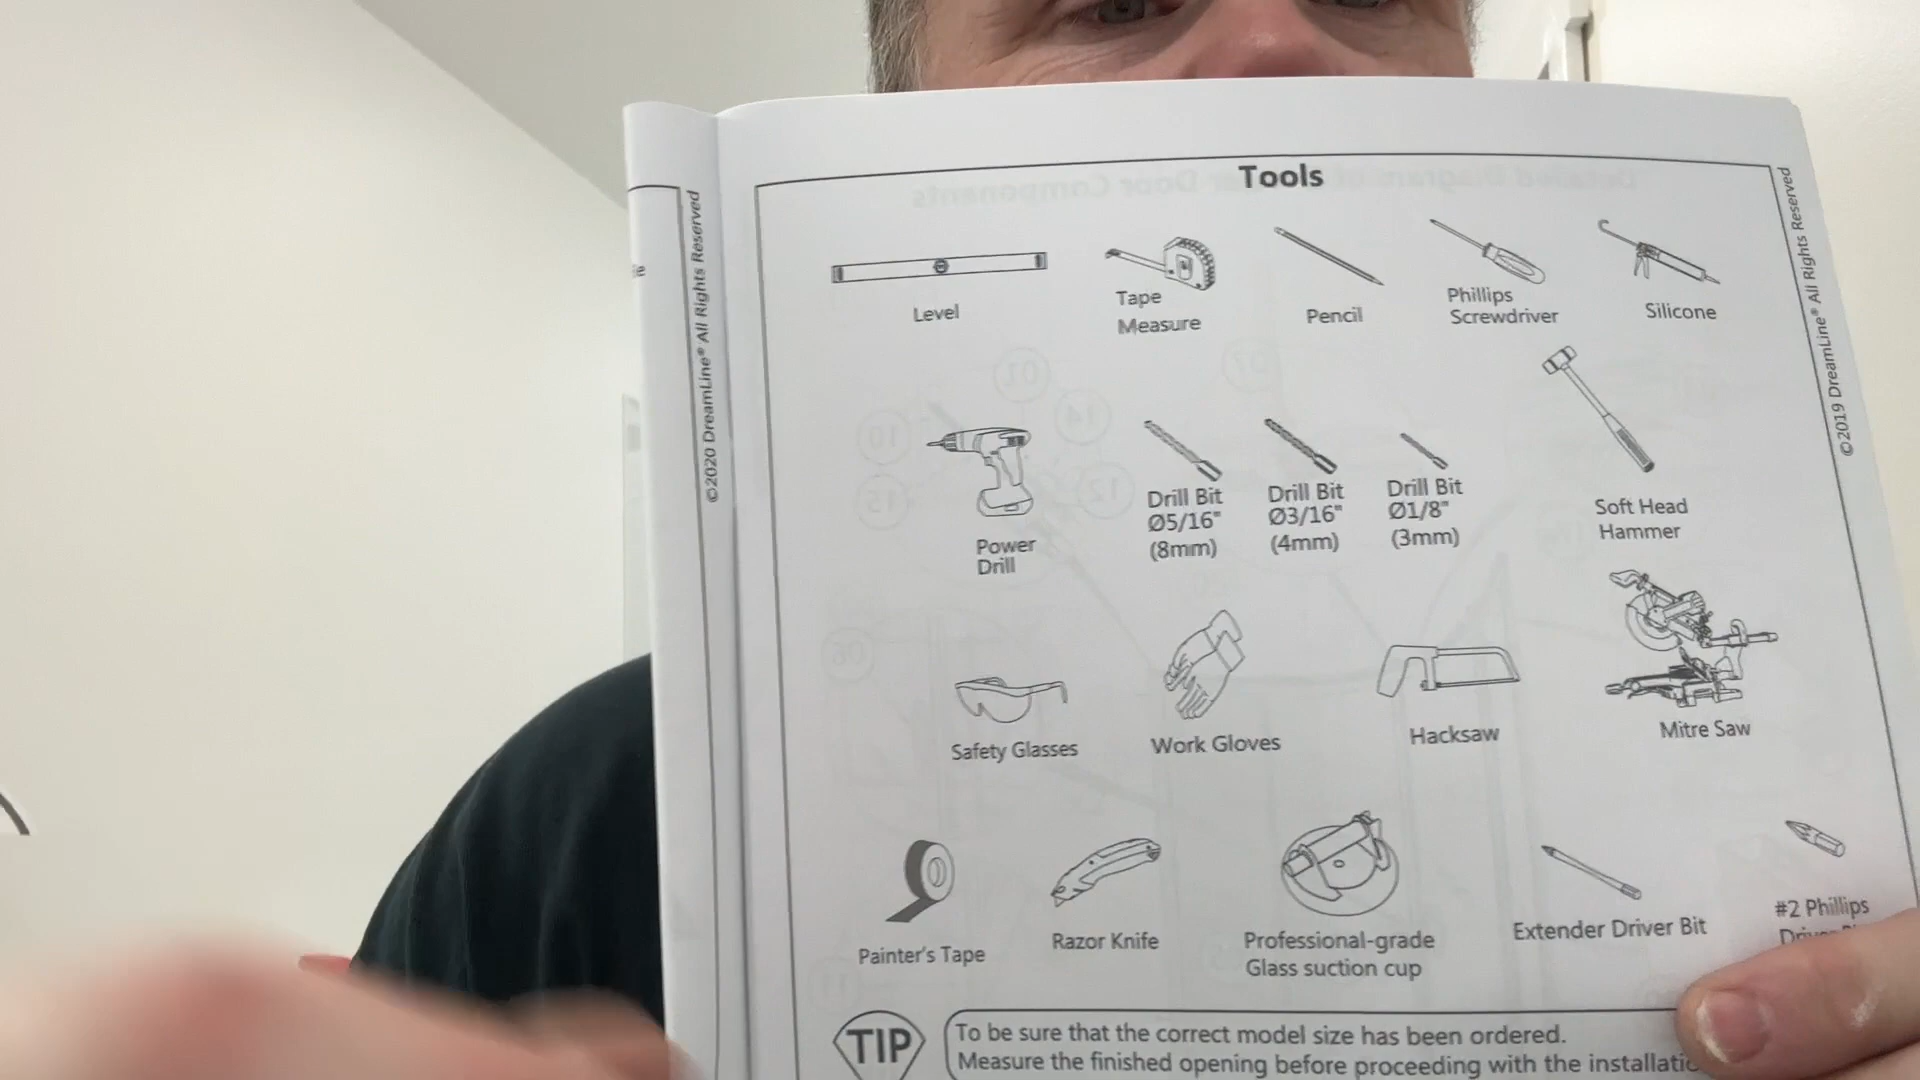 Tools
Level
Tape
Measure
Pencil
Phillips
Screwdriver
Silicone
Power
Drill
Drill Bit
Ø5/16"
(8mm)
Drill Bit
Ø3/16"
(4mm)
Drill Bit
Ø1/8"
(3mm)
Soft Head
Hammer
Safety Glasses
Work Gloves
Hacksaw
Mitre Saw
Painter's Tape
Razor Knife
Professional-grade
Glass suction cup
Extender Driver Bit
#2 Phillips
TIP
To be sure that the correct model size has been ordered.
Measure the finished opening before proceeding with the
©2020 DreamLine® All Rights Reserved
©2019 DreamLine® All Rights Reserved